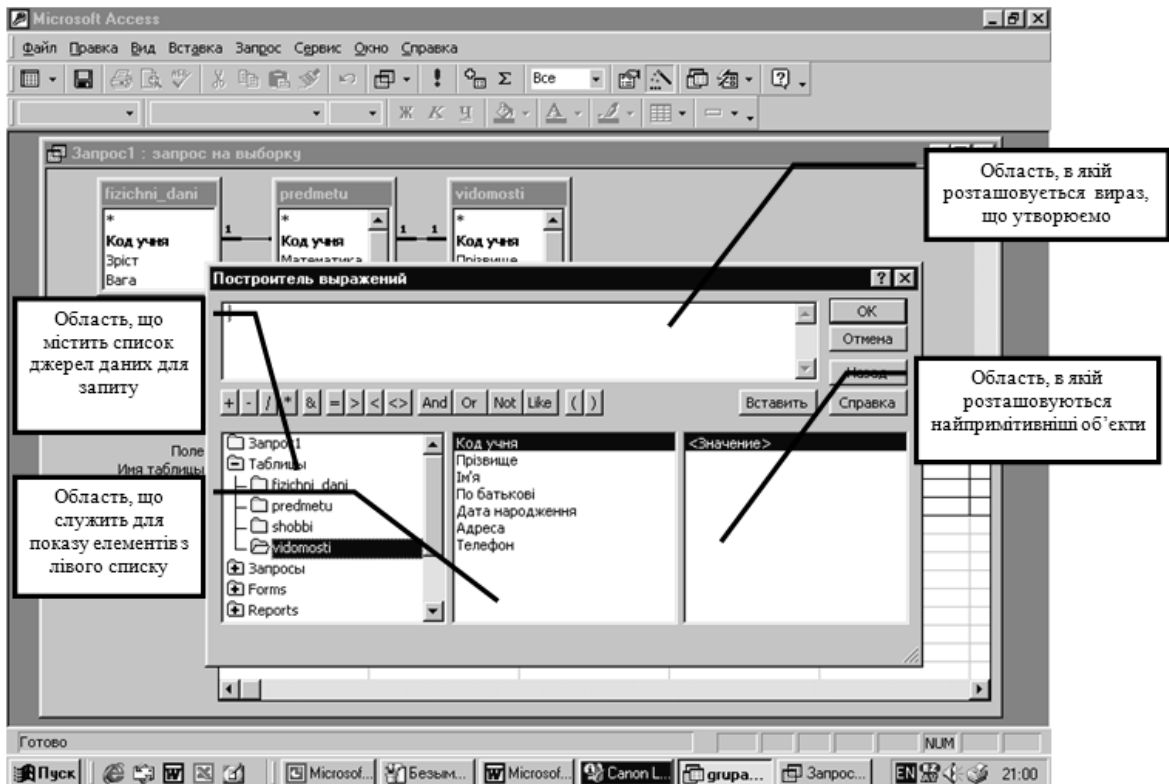 Microsoft Access
Файл Правка Вид Вставка Запрос Сервис Окно Справка
Все
Ж К Ч
Запрос1 : запрос на выборку
fizichni_dani
*
Код учня
Зріст
Вага
1
predmetu
*
Код учня
Математика
1 1
vidomosti
*
Код учня
Прізвище
Область, в якій
розташовується вираз,
що утворюємо
Построитель выражений
OK
Отмена
Назад
Справка
Область, що
містить список
джерел даних для
запиту
Область, в якій
розташовуються
найпримітивніші об’єкти
+ - / * & = > < <> And Or Not Like ( )
Вставить
Поле
Имя таблицы
Запрос1
Таблицы
fizichni_dani
predmetu
shobbi
vidomosti
Запросы
Forms
Reports
Код учня
Прізвище
Ім'я
По батькові
Дата народження
Адреса
Телефон
<Значение>
Область, що
служить для
показу елементів з
лівого списку
Готово
NUM
Пуск
Microsof...
Безым...
Microsof...
Canon L...
grupa...
Запрос...
EN
21:00